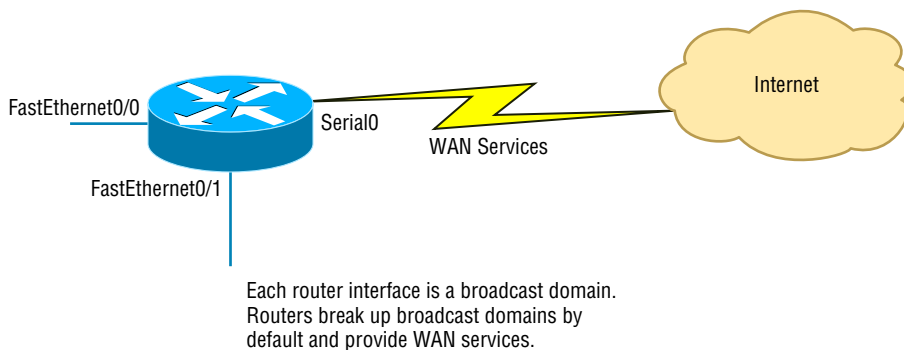 Internet
FastEthernet0/0
Serial0
WAN Services
FastEthernet0/1
Each router interface is a broadcast domain.
Routers break up broadcast domains by
default and provide WAN services.